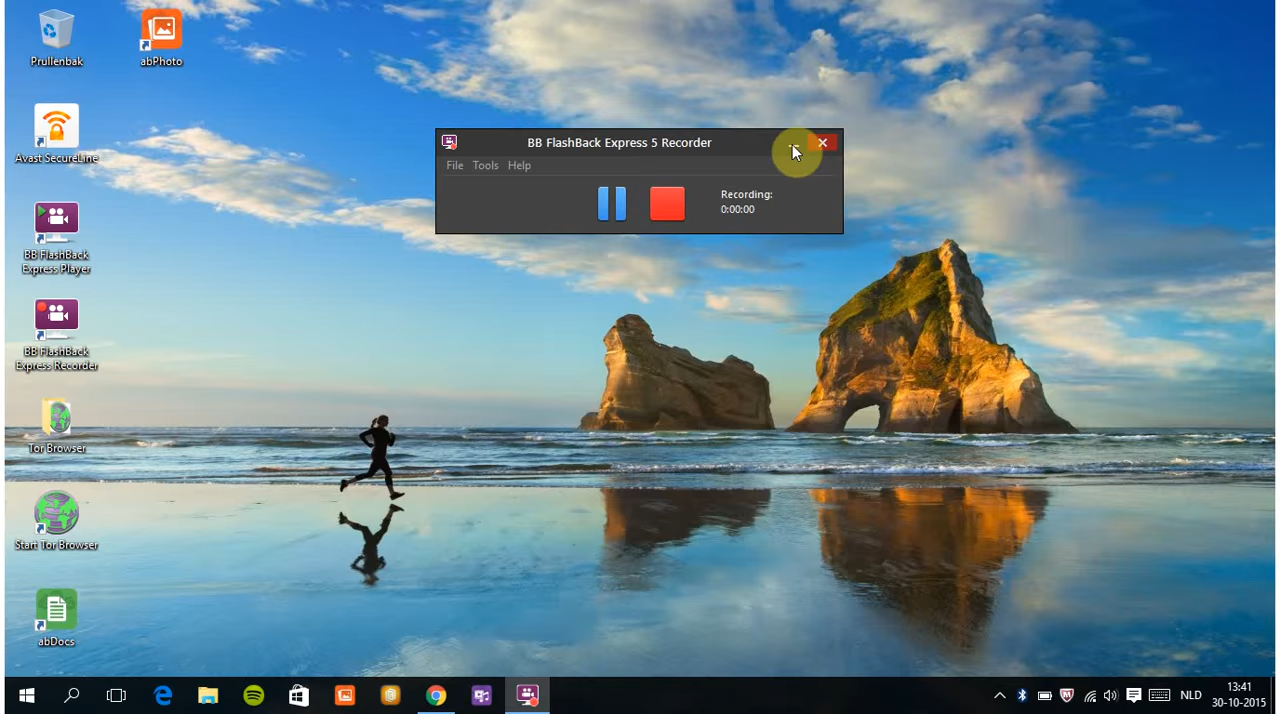 Prullenbak
abPhoto
Avast SecureLine
BB FlashBack
Express Player
BB FlashBack
Express Recorder
Tor Browser
Start Tor Browser
abDocs
BB FlashBack Express 5 Recorder
File Tools Help
Recording:
0:00:00
NLD
13:41
30-10-2015